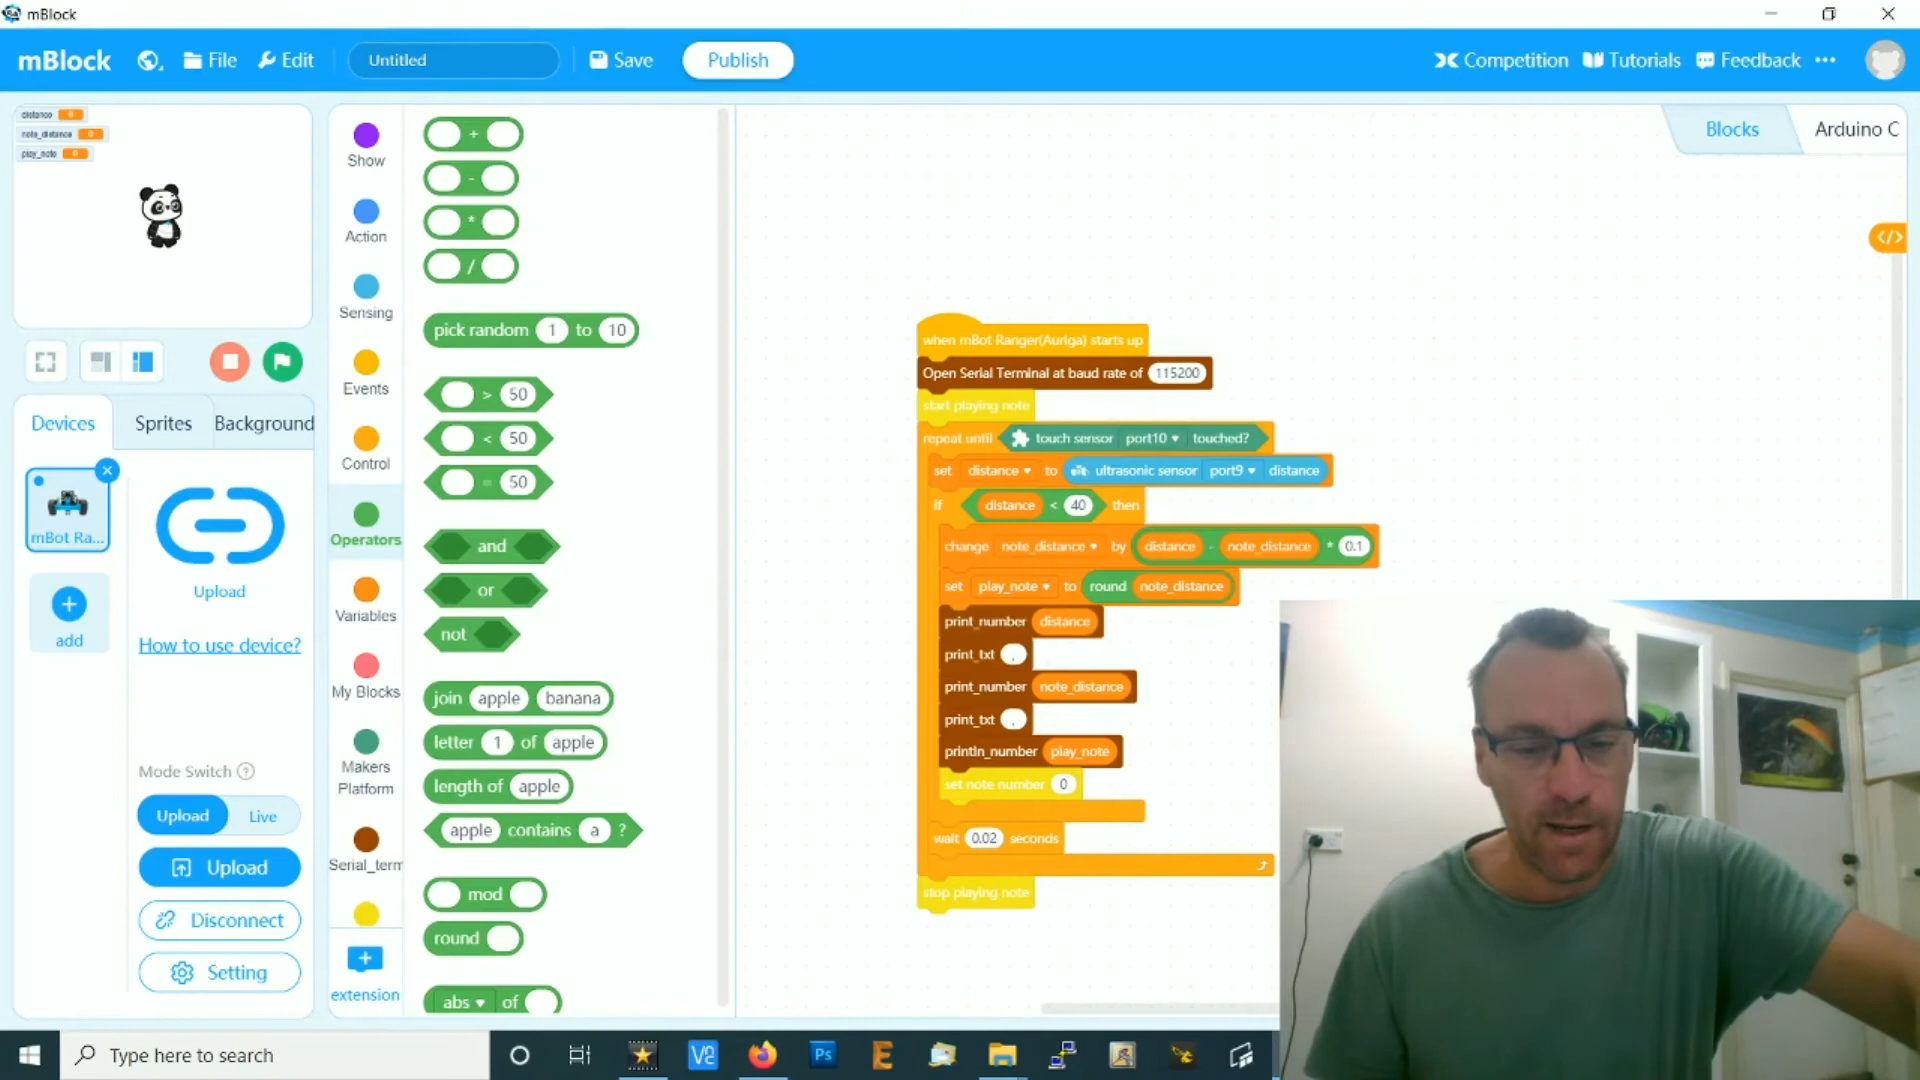 mBlock
mBlock File Edit Untitled Save Publish Competition Tutorials Feedback
distance 0
note_distance 0
play_note 0
Blocks Arduino C
Show
Action
Sensing
Events
Control
Operators
Variables
My Blocks
Makers
Platform
Serial_term
extension
+
-
*
/
pick random 1 to 10
> 50
< 50
= 50
and
or
not
join apple banana
letter 1 of apple
length of apple
apple contains a ?
mod
round
abs of
Devices Sprites Background
mBot Ra...
add
Upload
How to use device?
Mode Switch ?
Upload Live
Upload
Disconnect
Setting
</>
when mBot Ranger(Auriga) starts up
Open Serial Terminal at baud rate of 115200
start playing note
repeat until touch sensor port10 touched?
set distance to ultrasonic sensor port9 distance
if distance < 40 then
change note_distance by distance - note_distance * 0.1
set play_note to round note_distance
print_number distance
print_txt ,
print_number note_distance
print_txt ,
println_number play_note
set note number 0
wait 0.02 seconds
stop playing note
Type here to search
Ps